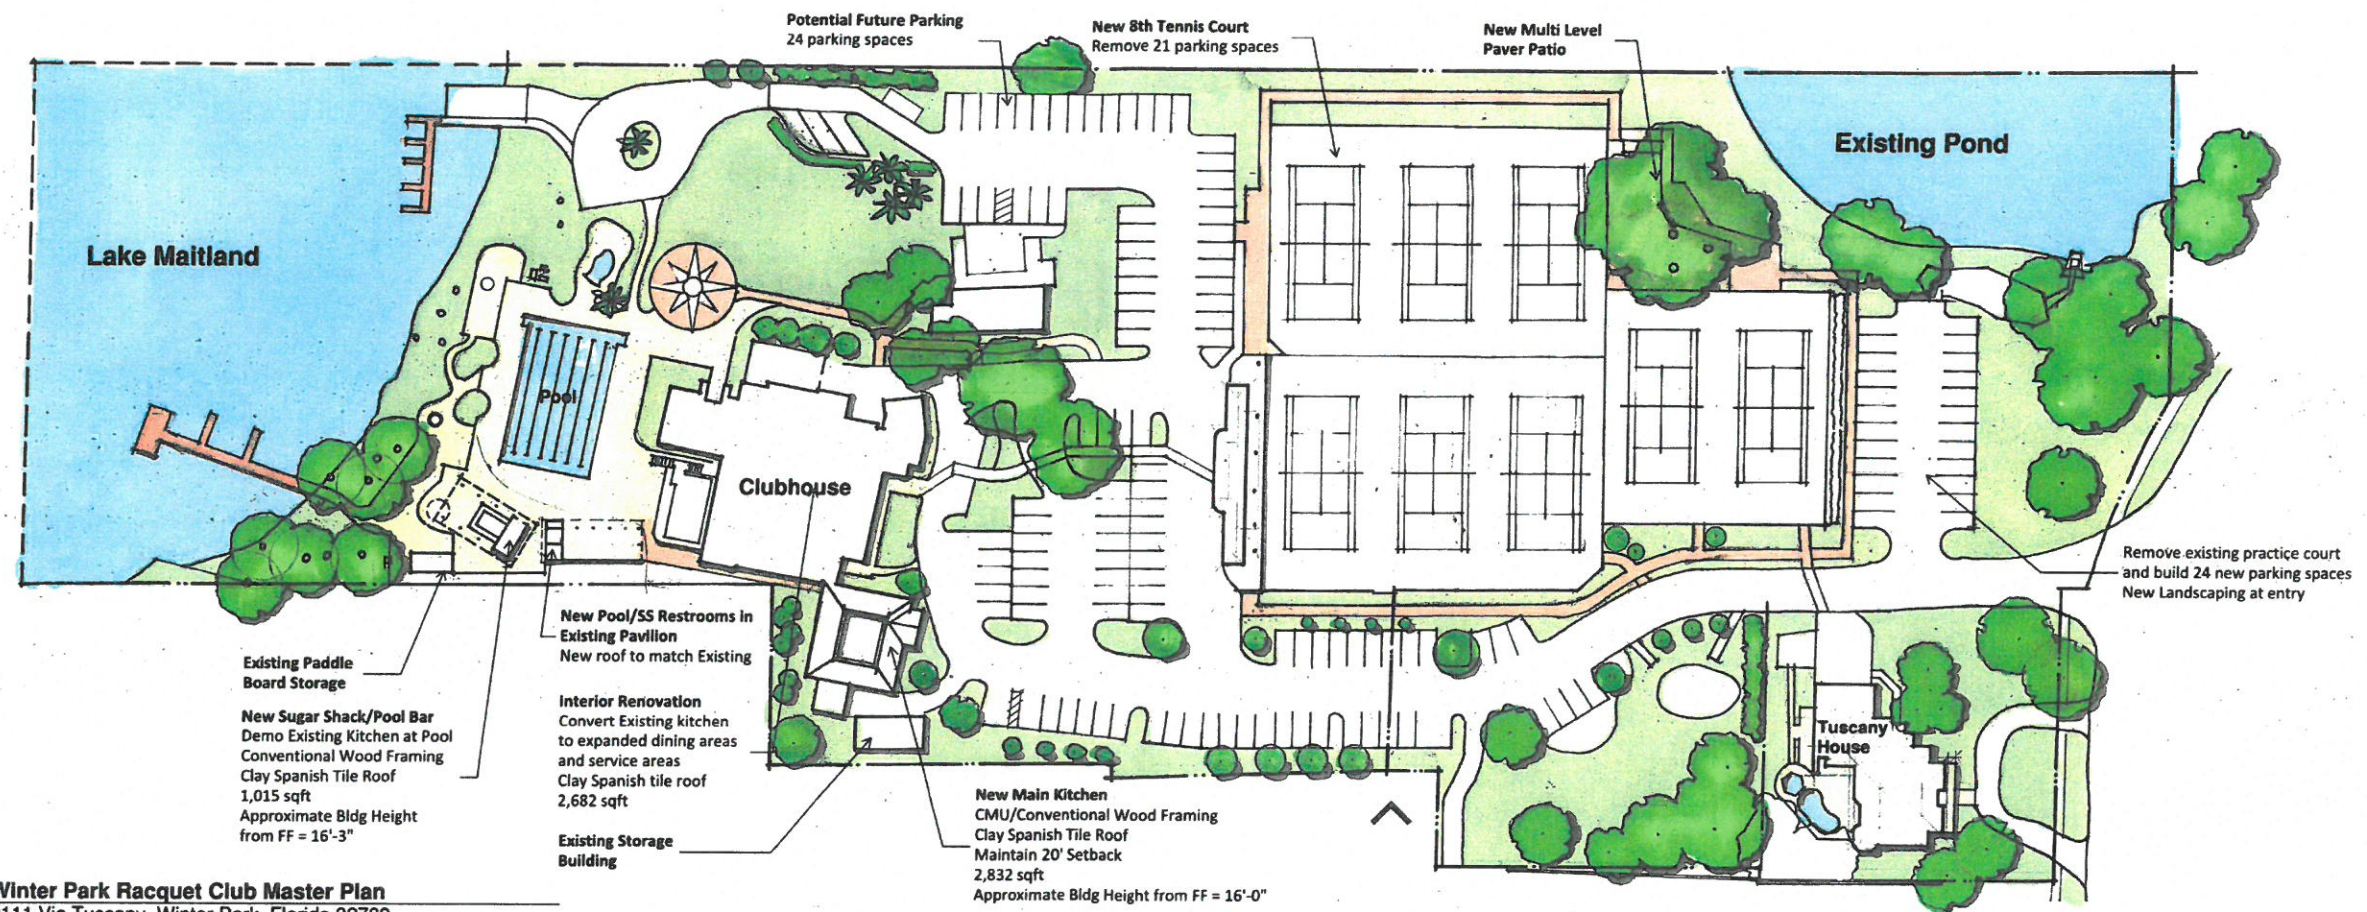 Potential Future Parking
24 parking spaces
New 8th Tennis Court
Remove 21 parking spaces
New Multi Level
Paver Patio
Existing Pond
Lake Maitland
Pool
Clubhouse
Remove existing practice court
and build 24 new parking spaces
New Landscaping at entry
New Pool/SS Restrooms in
Existing Pavilion
New roof to match Existing
Existing Paddle
Board Storage
New Sugar Shack/Pool Bar
Demo Existing Kitchen at Pool
Conventional Wood Framing
Clay Spanish Tile Roof
1,015 sqft
Approximate Bldg Height
from FF = 16'-3"
Interior Renovation
Convert Existing kitchen
to expanded dining areas
and service areas
Clay Spanish tile roof
2,682 sqft
Existing Storage
Building
New Main Kitchen
CMU/Conventional Wood Framing
Clay Spanish Tile Roof
Maintain 20' Setback
2,832 sqft
Approximate Bldg Height from FF = 16'-0"
Tuscany
House
Winter Park Racquet Club Master Plan
Via Tuscany, Winter Park, Florida